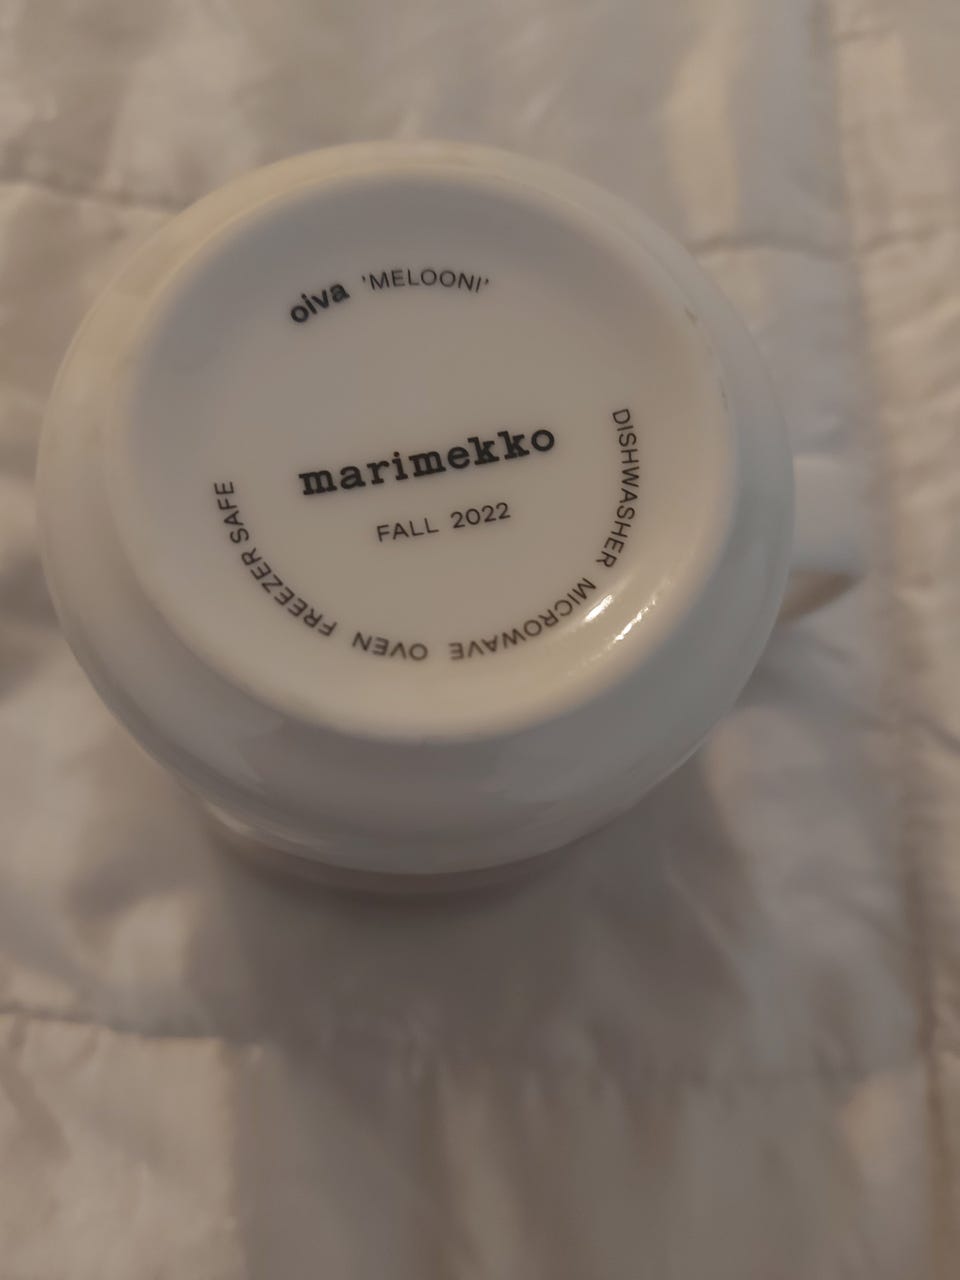 oiva 'MELOONI'
marimekko
FALL 2022
DISHWASHER MICROWAVE OVEN FREEZER SAFE